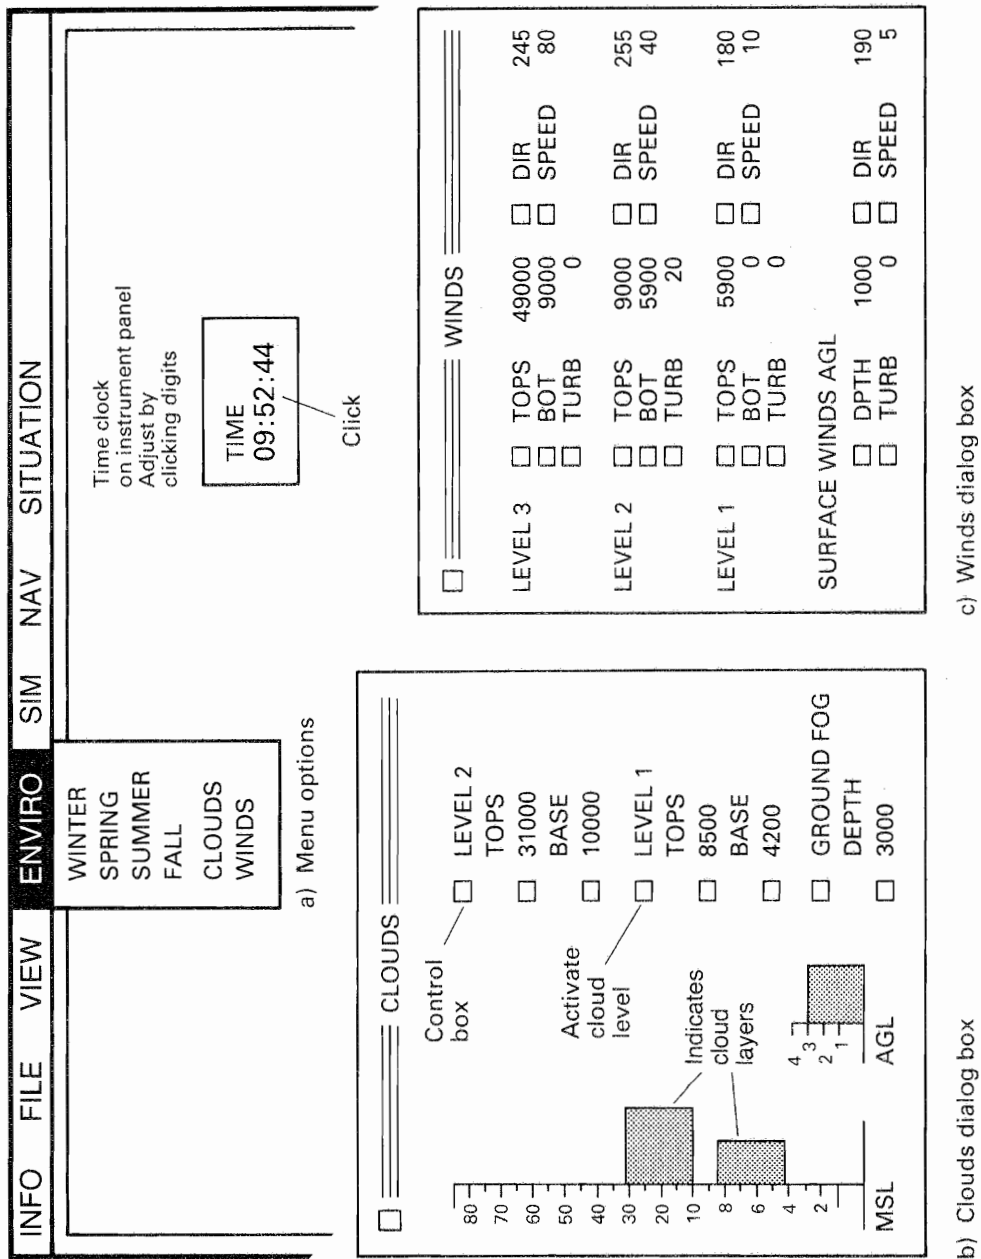 INFO FILE VIEW ENVIRO SIM NAV SITUATION
WINTER
SPRING
SUMMER
FALL
CLOUDS
WINDS
a) Menu options
Time clock
on instrument panel
Adjust by
clicking digits
TIME
09:52:44
Click
CLOUDS
Control
box
Activate
cloud
level
Indicates
cloud
layers
80
70
60
50
40
30
20
10
8
6
4
2
MSL
4
3
2
1
AGL
LEVEL 2
TOPS
31000
BASE
10000
LEVEL 1
TOPS
8500
BASE
4200
GROUND FOG
DEPTH
3000
b) Clouds dialog box
WINDS
LEVEL 3 TOPS 49000 DIR 245
BOT 9000 SPEED 80
TURB 0
LEVEL 2 TOPS 9000 DIR 255
BOT 5900 SPEED 40
TURB 20
LEVEL 1 TOPS 5900 DIR 180
BOT 0 SPEED 10
TURB 0
SURFACE WINDS AGL
DPTH 1000 DIR 190
TURB 0 SPEED 5
c) Winds dialog box